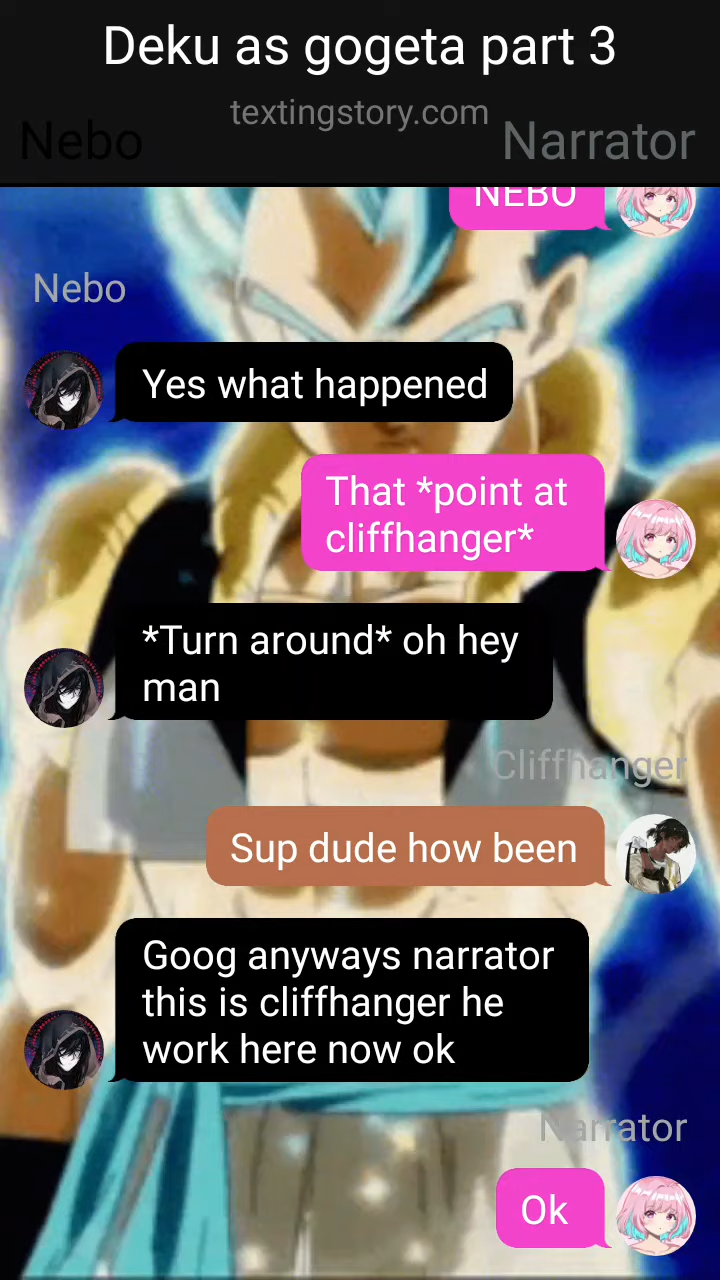 Deku as gogeta part 3
textingstory.com
Nebo
Narrator
NEBO
Nebo
Yes what happened
That *point at
cliffhanger*
*Turn around* oh hey
man
Cliffhanger
Sup dude how been
Goog anyways narrator
this is cliffhanger he
work here now ok
Narrator
Ok